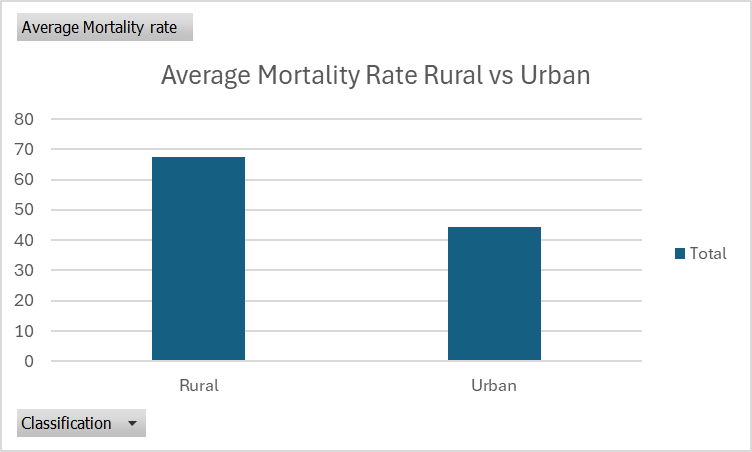 Average Mortality rate
Average Mortality Rate Rural vs Urban
80
70
60
50
40
30
20
10
0
Rural Urban
Total
Classification